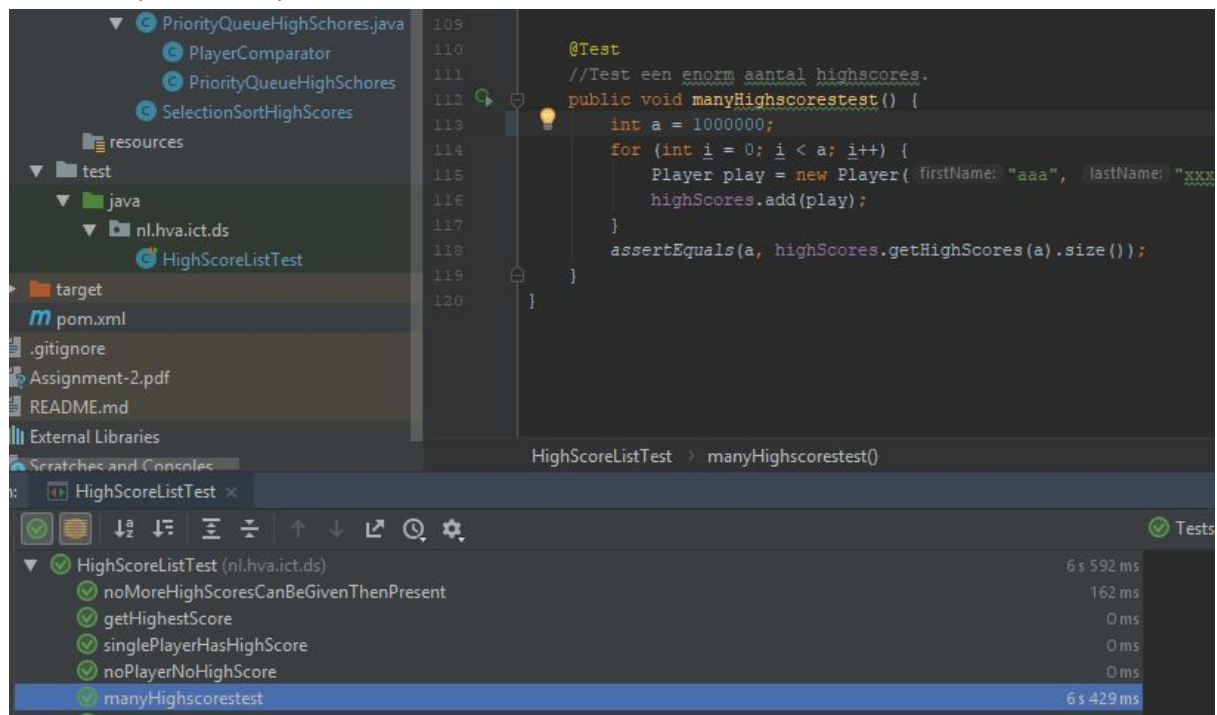 PriorityQueueHighSchores.java
PlayerComparator
PriorityQueueHighSchores
SelectionSortHighScores
resources
test
java
nl.hva.ict.ds
HighScoreListTest
target
pom.xml
.gitignore
Assignment-2.pdf
README.md
External Libraries
Scratches and Consoles
109
110 @Test
111 //Test een enorm aantal highscores.
112 public void manyHighscorestest() {
113 int a = 1000000;
114 for (int i = 0; i < a; i++) {
115 Player play = new Player( firstName: "aaa", lastName: "xxx
116 highScores.add(play);
117 }
118 assertEquals(a, highScores.getHighScores(a).size());
119 }
120 }
HighScoreListTest > manyHighscorestest()
HighScoreListTest ×
Tests
HighScoreListTest (nl.hva.ict.ds) 6 s 592 ms
noMoreHighScoresCanBeGivenThenPresent 162 ms
getHighestScore 0 ms
singlePlayerHasHighScore 0 ms
noPlayerNoHighScore 0 ms
manyHighscorestest 6 s 429 ms